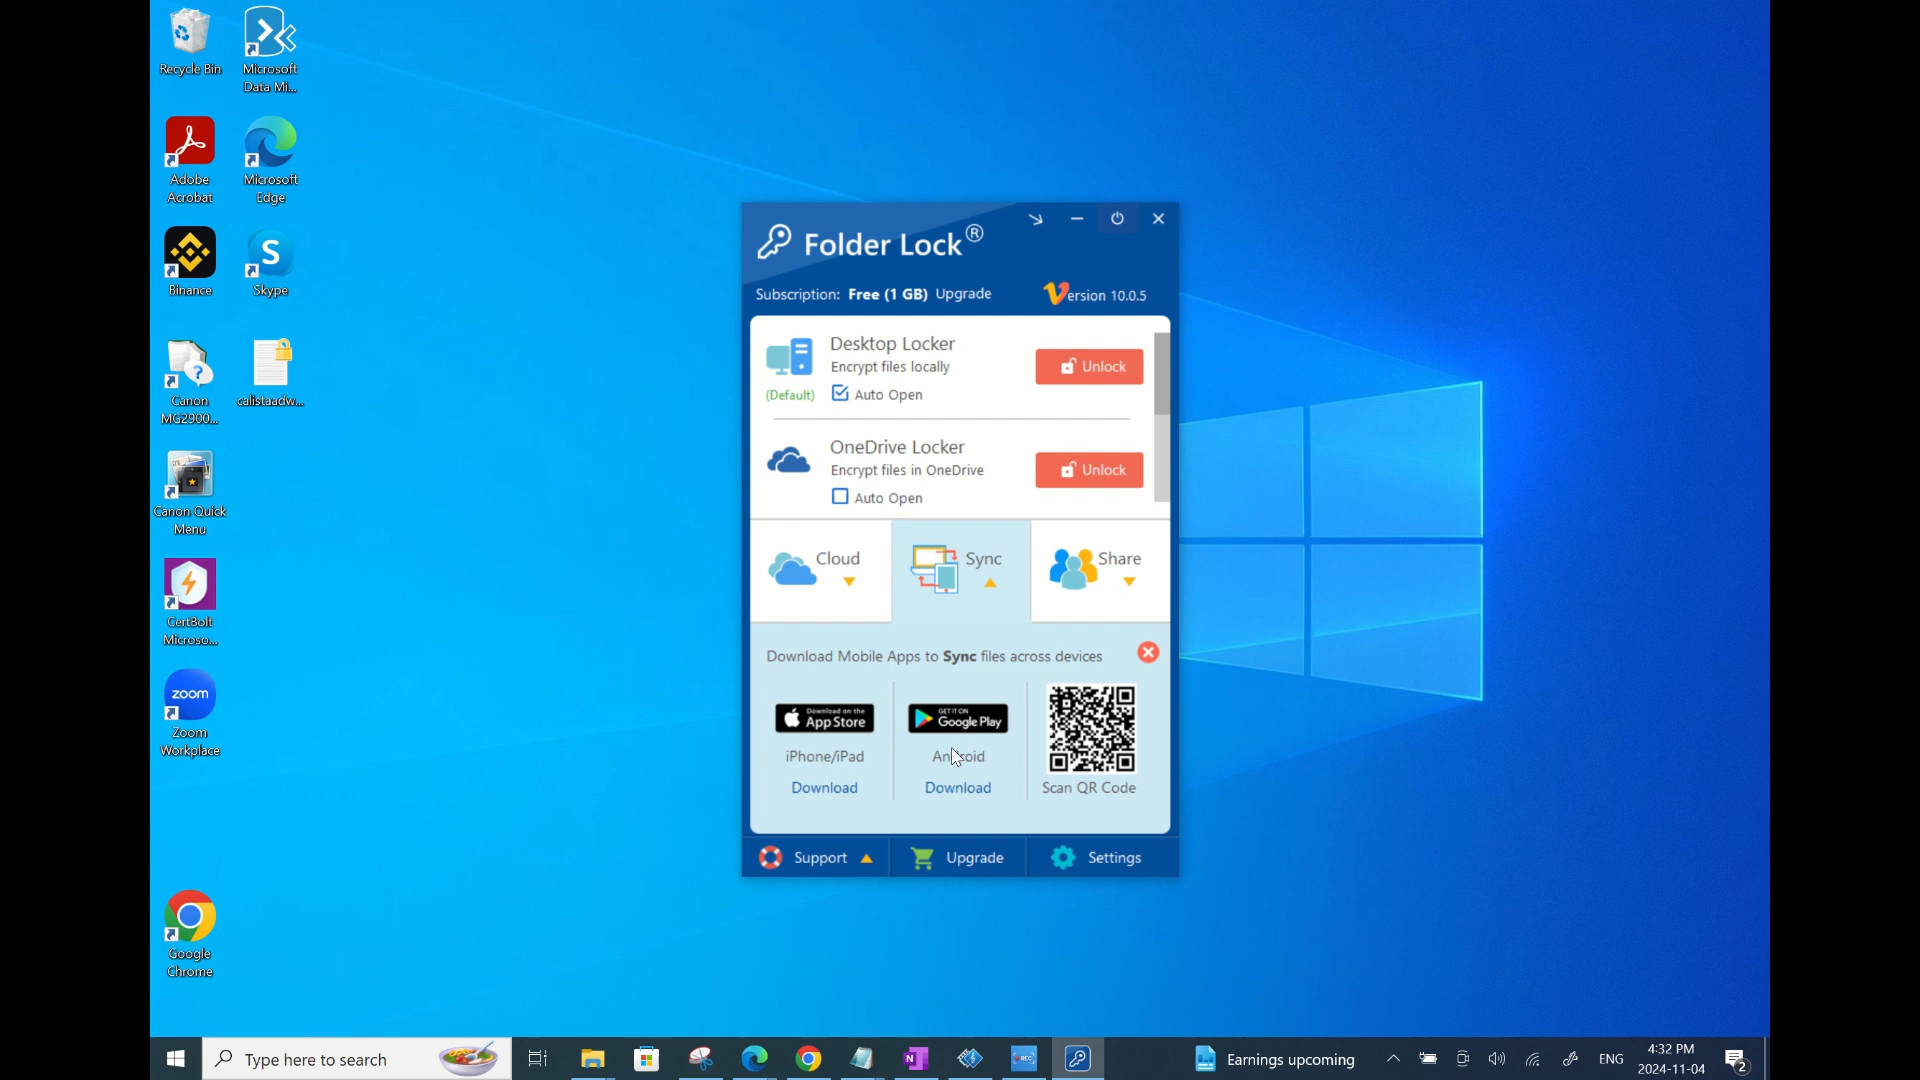 Recycle Bin
Microsoft
Data Mi...
Adobe
Acrobat
Microsoft
Edge
Binance
S
Skype
Canon
MG2900...
calistaadw...
Canon Quick
Menu
CertBolt
Microso...
zoom
Zoom
Workplace
Google
Chrome
Folder Lock®
Subscription: Free (1 GB) Upgrade
Version 10.0.5
Desktop Locker
Encrypt files locally
(Default)
Auto Open
Unlock
OneDrive Locker
Encrypt files in OneDrive
Auto Open
Unlock
Cloud
Sync
Share
Download Mobile Apps to Sync files across devices
Download on the
App Store
GET IT ON
Google Play
iPhone/iPad
Android
Download
Download
Scan QR Code
Support
Upgrade
Settings
Type here to search
N
REC
Earnings upcoming
ENG
4:32 PM
2024-11-04
2